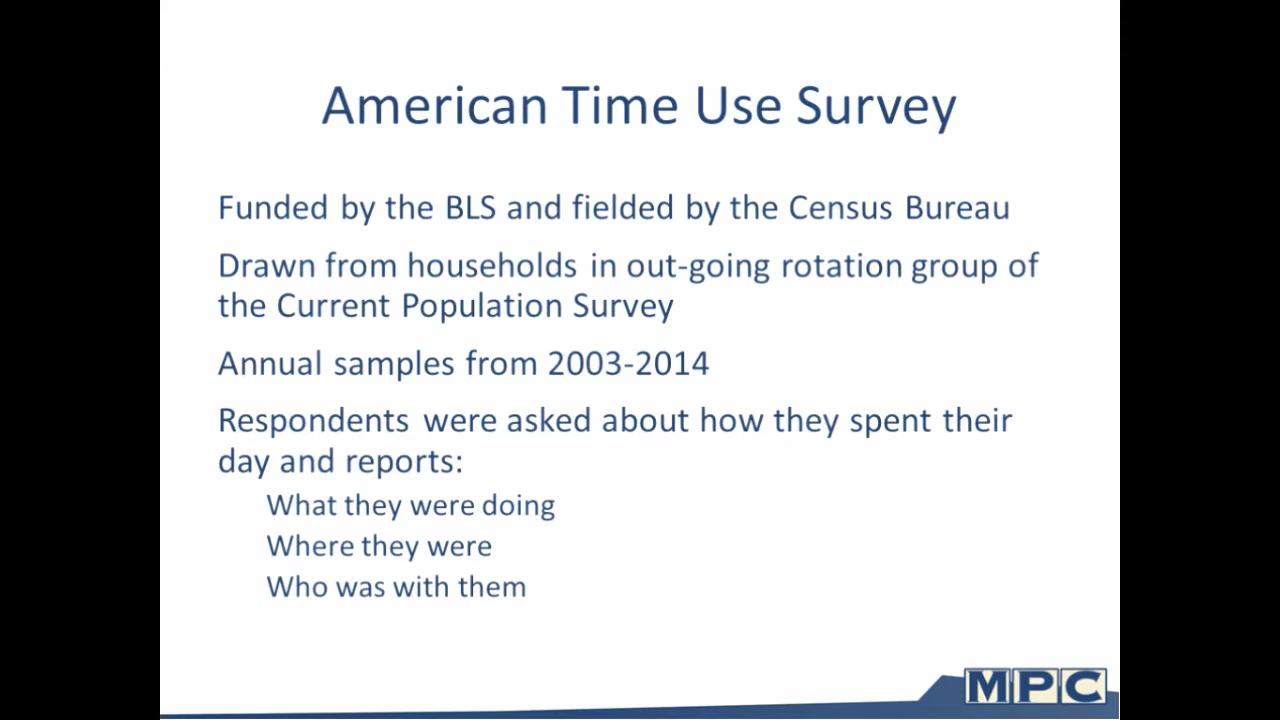 American Time Use Survey
Funded by the BLS and fielded by the Census Bureau
Drawn from households in out-going rotation group of
the Current Population Survey
Annual samples from 2003-2014
Respondents were asked about how they spent their
day and reports:
What they were doing
Where they were
Who was with them
MPC